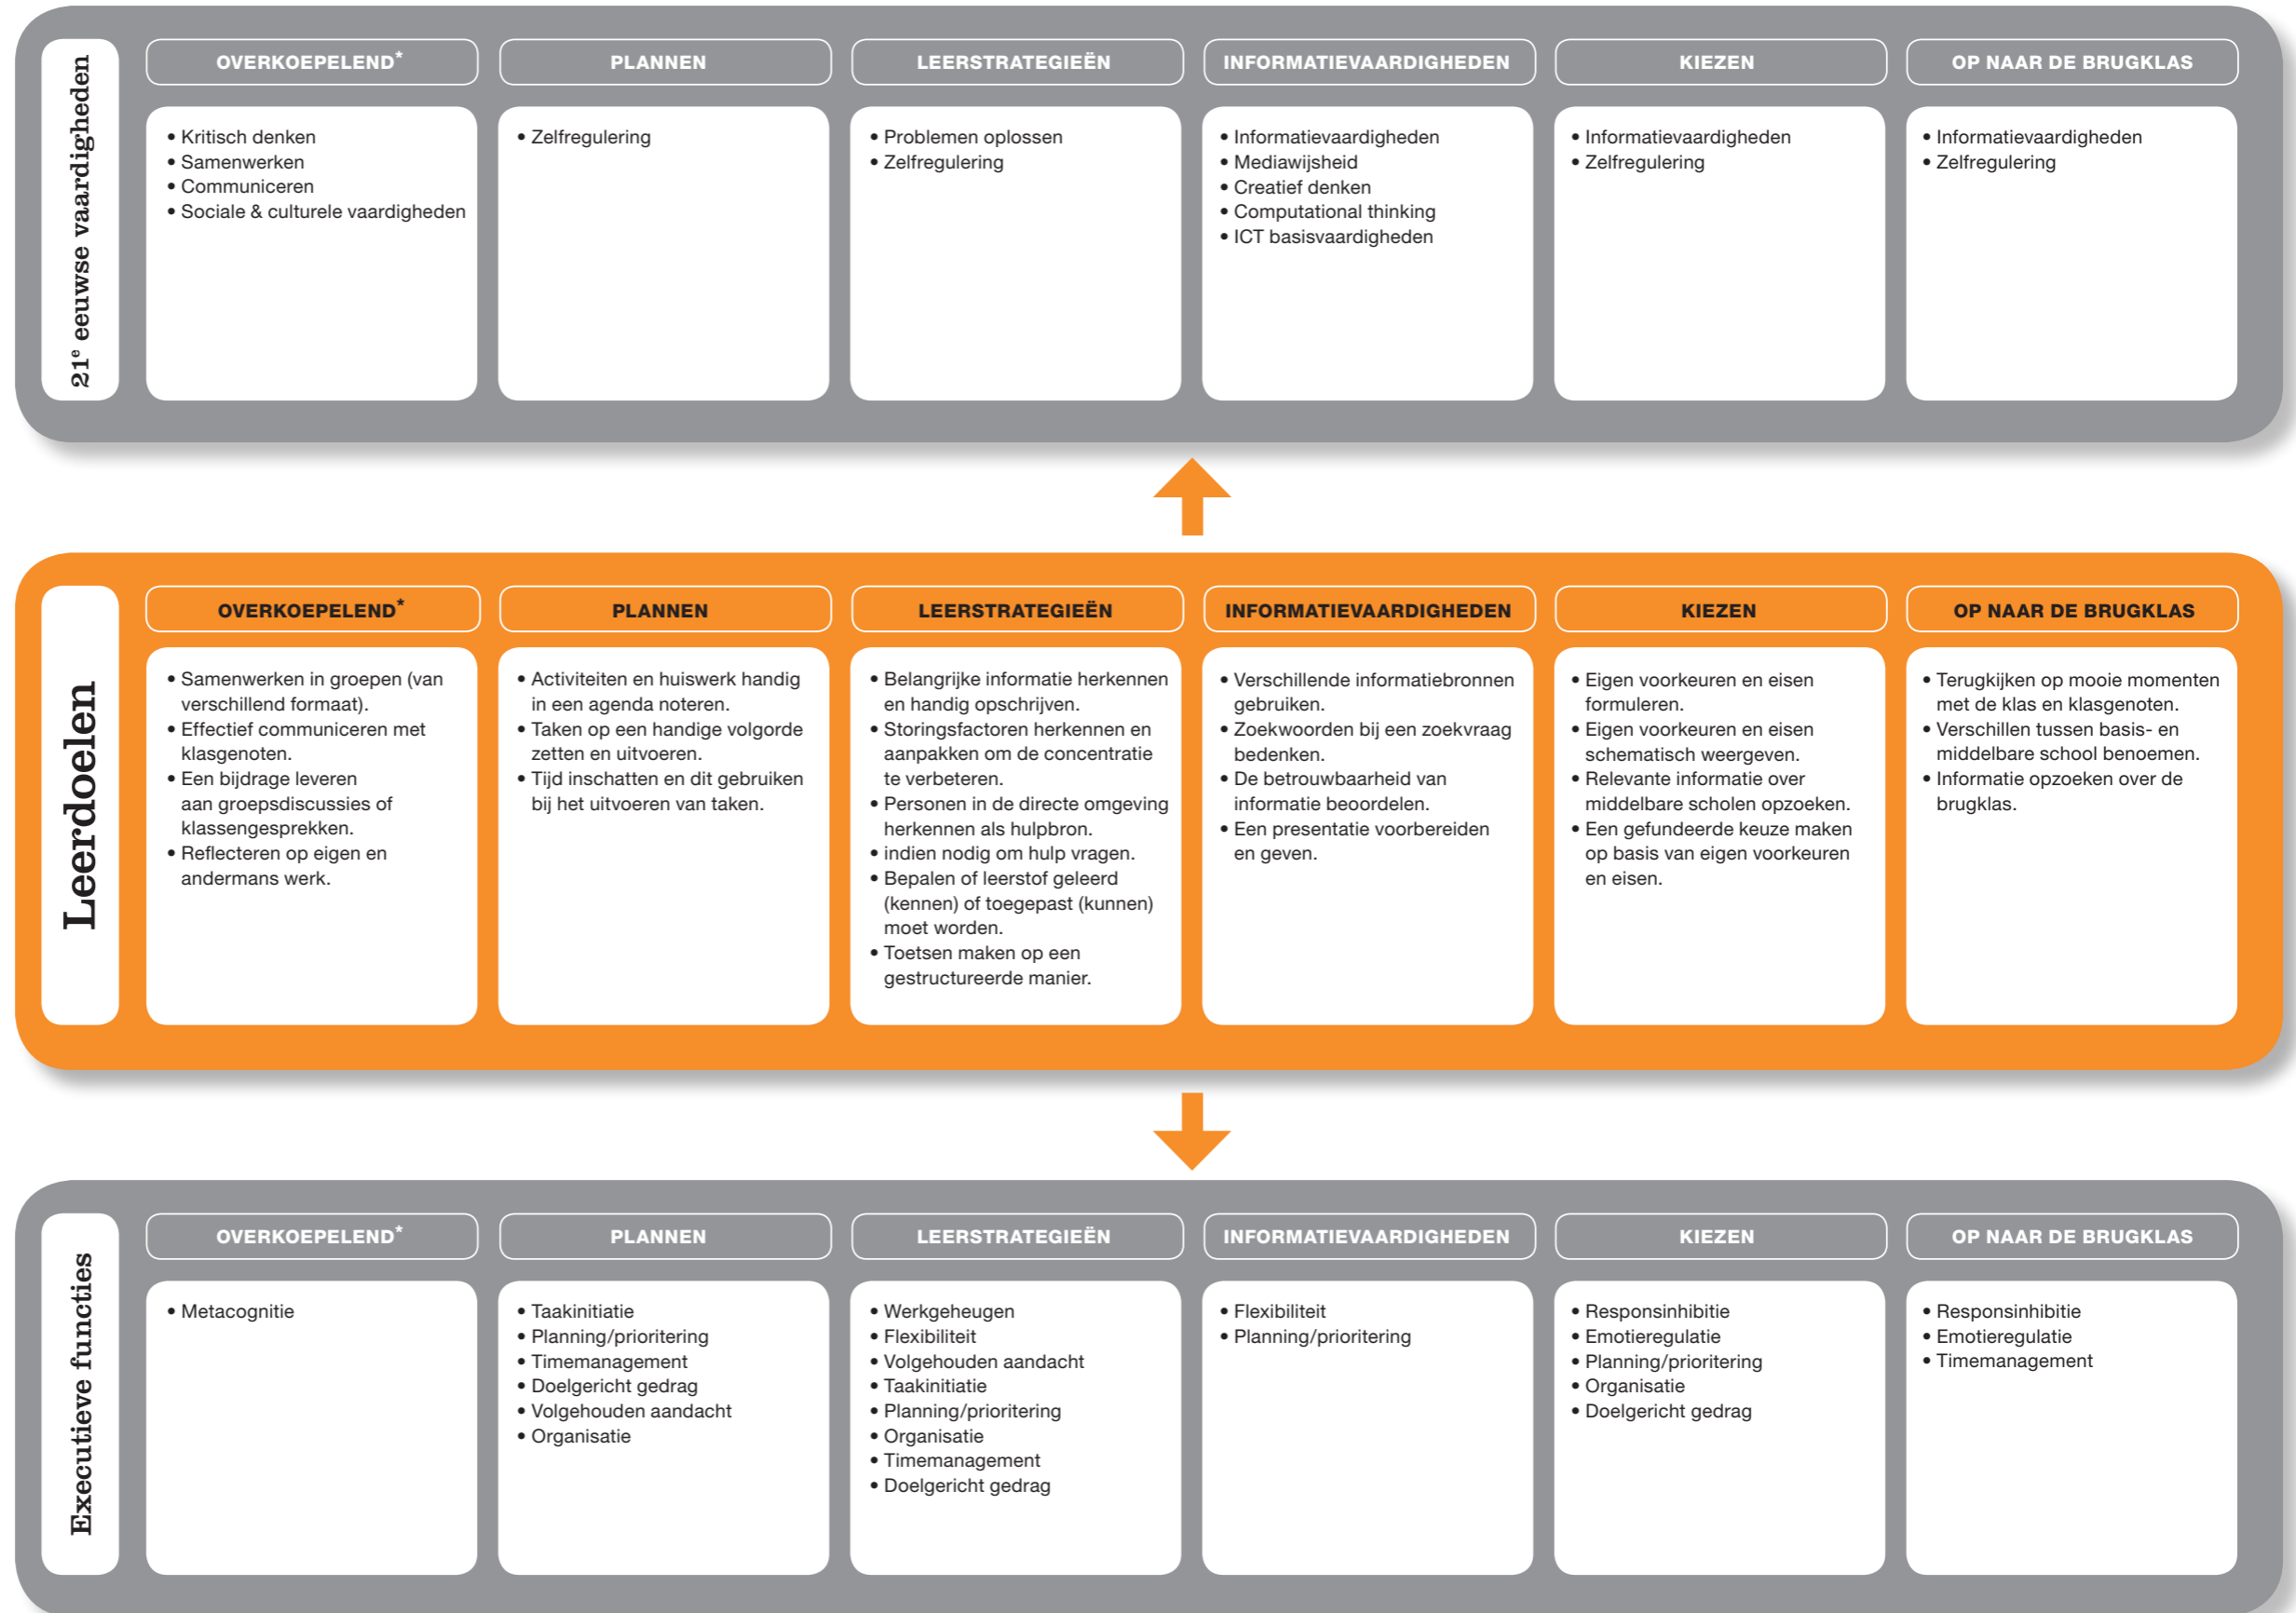 21e eeuwse vaardigheden
OVERKOEPELEND*
• Kritisch denken
• Samenwerken
• Communiceren
• Sociale & culturele vaardigheden
PLANNEN
• Zelfregulering
LEERSTRATEGIEËN
• Problemen oplossen
• Zelfregulering
INFORMATIEVAARDIGHEDEN
• Informatievaardigheden
• Mediawijsheid
• Creatief denken
• Computational thinking
• ICT basisvaardigheden
KIEZEN
• Informatievaardigheden
• Zelfregulering
OP NAAR DE BRUGKLAS
• Informatievaardigheden
• Zelfregulering
Leerdoelen
OVERKOEPELEND*
• Samenwerken in groepen (van
verschillend formaat).
• Effectief communiceren met
klasgenoten.
• Een bijdrage leveren
aan groepsdiscussies of
klassengesprekken.
• Reflecteren op eigen en
andermans werk.
PLANNEN
• Activiteiten en huiswerk handig
in een agenda noteren.
• Taken op een handige volgorde
zetten en uitvoeren.
• Tijd inschatten en dit gebruiken
bij het uitvoeren van taken.
LEERSTRATEGIEËN
• Belangrijke informatie herkennen
en handig opschrijven.
• Storingsfactoren herkennen en
aanpakken om de concentratie
te verbeteren.
• Personen in de directe omgeving
herkennen als hulpbron.
• indien nodig om hulp vragen.
• Bepalen of leerstof geleerd
(kennen) of toegepast (kunnen)
moet worden.
• Toetsen maken op een
gestructureerde manier.
INFORMATIEVAARDIGHEDEN
• Verschillende informatiebronnen
gebruiken.
• Zoekwoorden bij een zoekvraag
bedenken.
• De betrouwbaarheid van
informatie beoordelen.
• Een presentatie voorbereiden
en geven.
KIEZEN
• Eigen voorkeuren en eisen
formuleren.
• Eigen voorkeuren en eisen
schematisch weergeven.
• Relevante informatie over
middelbare scholen opzoeken.
• Een gefundeerde keuze maken
op basis van eigen voorkeuren
en eisen.
OP NAAR DE BRUGKLAS
• Terugkijken op mooie momenten
met de klas en klasgenoten.
• Verschillen tussen basis- en
middelbare school benoemen.
• Informatie opzoeken over de
brugklas.
Executieve functies
OVERKOEPELEND*
• Metacognitie
PLANNEN
• Taakinitiatie
• Planning/prioritering
• Timemanagement
• Doelgericht gedrag
• Volgehouden aandacht
• Organisatie
LEERSTRATEGIEËN
• Werkgeheugen
• Flexibiliteit
• Volgehouden aandacht
• Taakinitiatie
• Planning/prioritering
• Organisatie
• Timemanagement
• Doelgericht gedrag
INFORMATIEVAARDIGHEDEN
• Flexibiliteit
• Planning/prioritering
KIEZEN
• Responsinhibitie
• Emotieregulatie
• Planning/prioritering
• Organisatie
• Doelgericht gedrag
OP NAAR DE BRUGKLAS
• Responsinhibitie
• Emotieregulatie
• Timemanagement